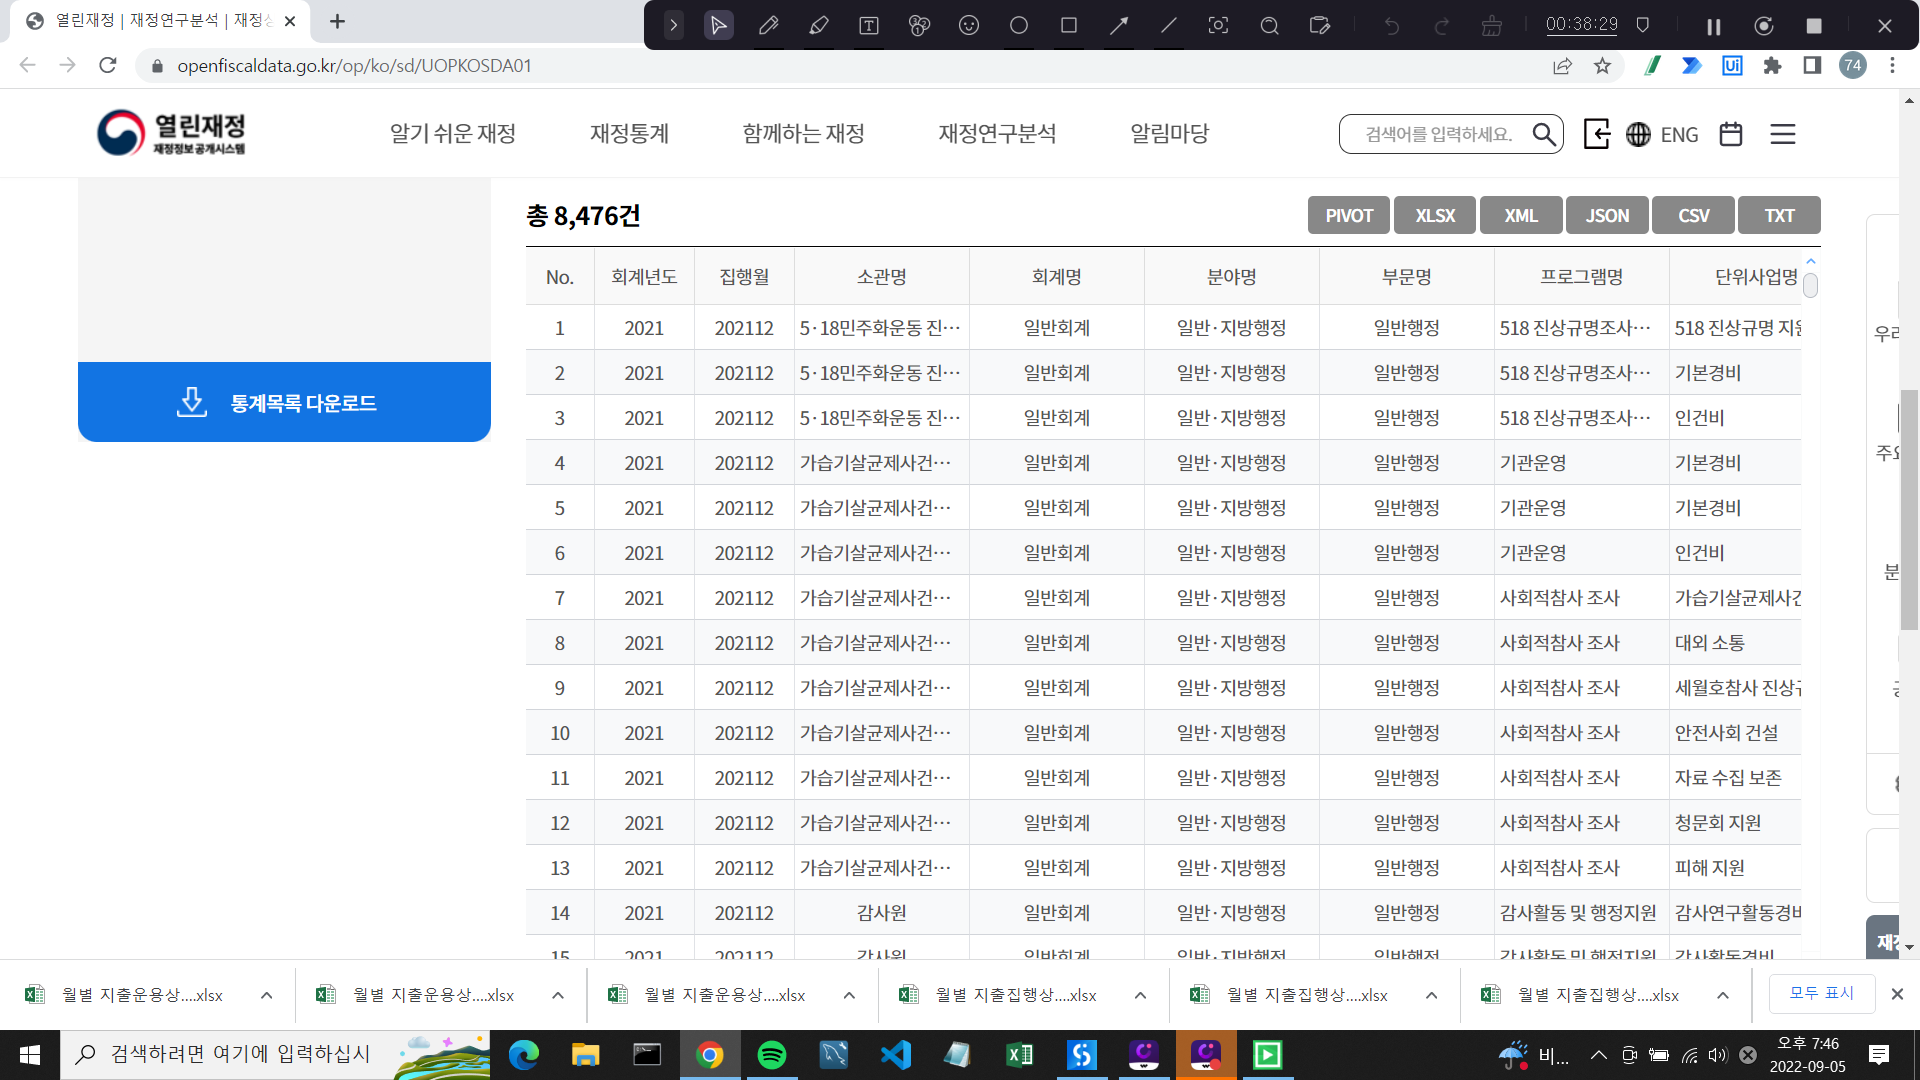 열린재정 | 재정연구분석 | 재정상
00:38:29
openfiscaldata.go.kr/op/ko/sd/UOPKOSDA01
74
열린재정
재정정보공개시스템
알기 쉬운 재정
재정통계
함께하는 재정
재정연구분석
알림마당
검색어를 입력하세요.
ENG
총 8,476건
PIVOT XLSX XML JSON CSV TXT
통계목록 다운로드
No. 회계년도 집행월 소관명 회계명 분야명 부문명 프로그램명 단위사업명
1 2021 202112 5·18민주화운동 진… 일반회계 일반·지방행정 일반행정 518 진상규명조사… 518 진상규명 지원
2 2021 202112 5·18민주화운동 진… 일반회계 일반·지방행정 일반행정 518 진상규명조사… 기본경비
3 2021 202112 5·18민주화운동 진… 일반회계 일반·지방행정 일반행정 518 진상규명조사… 인건비
4 2021 202112 가습기살균제사건… 일반회계 일반·지방행정 일반행정 기관운영 기본경비
5 2021 202112 가습기살균제사건… 일반회계 일반·지방행정 일반행정 기관운영 기본경비
6 2021 202112 가습기살균제사건… 일반회계 일반·지방행정 일반행정 기관운영 인건비
7 2021 202112 가습기살균제사건… 일반회계 일반·지방행정 일반행정 사회적참사 조사 가습기살균제사건
8 2021 202112 가습기살균제사건… 일반회계 일반·지방행정 일반행정 사회적참사 조사 대외 소통
9 2021 202112 가습기살균제사건… 일반회계 일반·지방행정 일반행정 사회적참사 조사 세월호참사 진상규
10 2021 202112 가습기살균제사건… 일반회계 일반·지방행정 일반행정 사회적참사 조사 안전사회 건설
11 2021 202112 가습기살균제사건… 일반회계 일반·지방행정 일반행정 사회적참사 조사 자료 수집 보존
12 2021 202112 가습기살균제사건… 일반회계 일반·지방행정 일반행정 사회적참사 조사 청문회 지원
13 2021 202112 가습기살균제사건… 일반회계 일반·지방행정 일반행정 사회적참사 조사 피해 지원
14 2021 202112 감사원 일반회계 일반·지방행정 일반행정 감사활동 및 행정지원 감사연구활동경비
15 2021 202112 감사원 일반회계 일반·지방행정 일반행정 감사활동 및 행정지원 감사활동경비
우리
주요
분
재정
월별 지출운용상....xlsx
월별 지출운용상....xlsx
월별 지출운용상....xlsx
월별 지출집행상....xlsx
월별 지출집행상....xlsx
월별 지출집행상....xlsx
모두 표시
검색하려면 여기에 입력하십시
비...
오후 7:46
2022-09-05